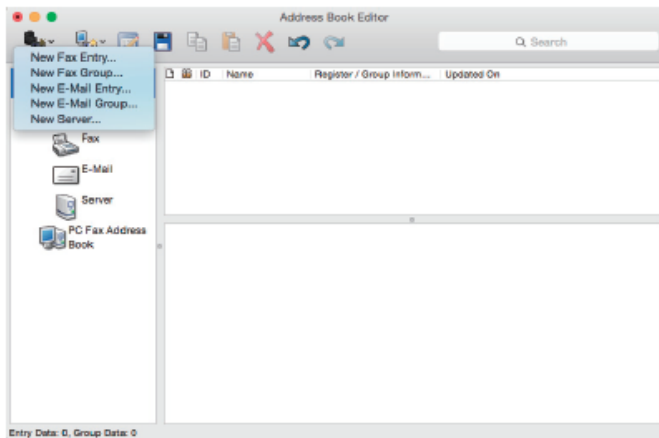 Address Book Editor
Search
New Fax Entry...
New Fax Group...
New E-Mail Entry...
New E-Mail Group...
New Server...
ID Name Register / Group Inform... Updated On
Fax
E-Mail
Server
PC Fax Address
Book
Entry Data: 0, Group Data: 0